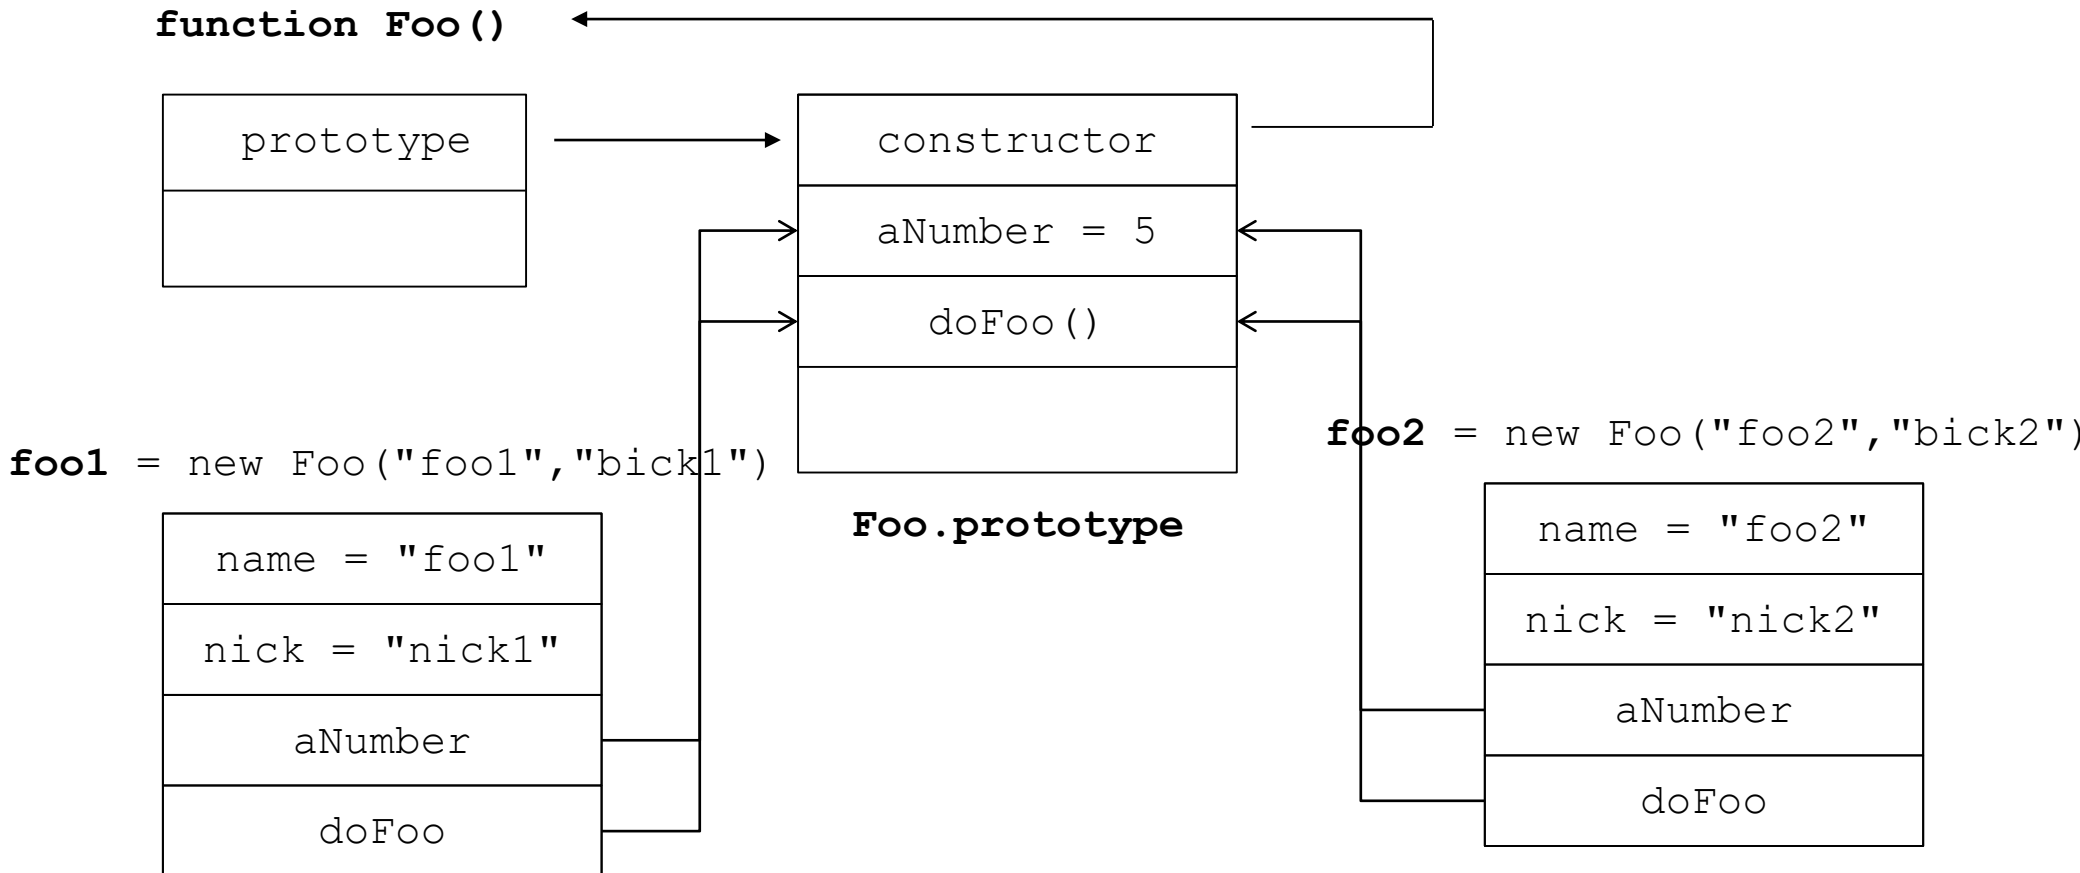 function Foo()
prototype
constructor
aNumber = 5
doFoo()
Foo.prototype
foo1 = new Foo("foo1","bick1")
name = "foo1"
nick = "nick1"
aNumber
doFoo
foo2 = new Foo("foo2","bick2")
name = "foo2"
nick = "nick2"
aNumber
doFoo